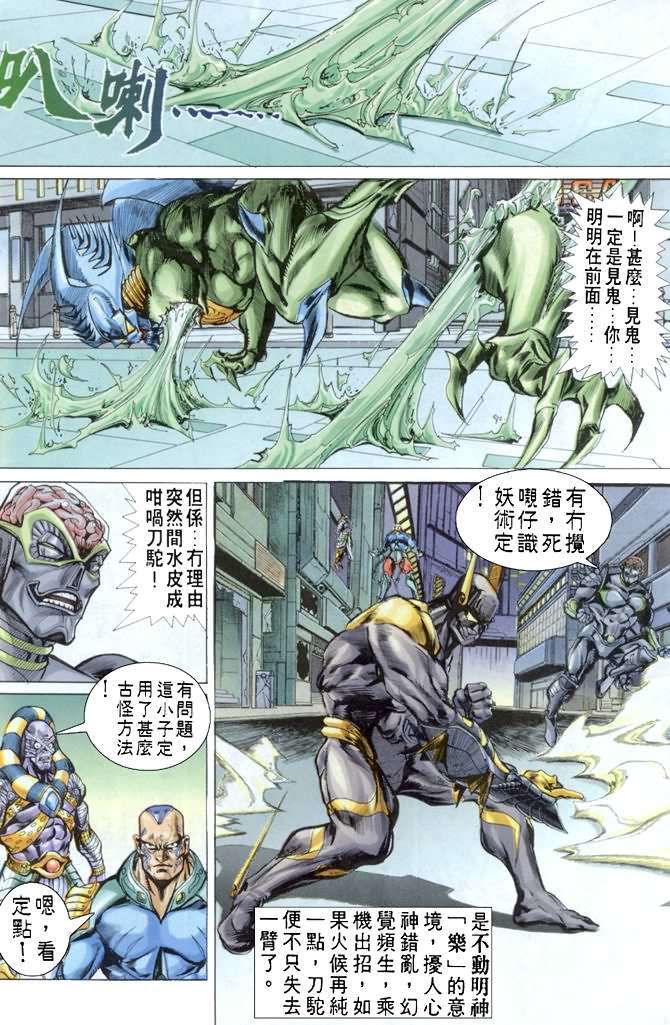 叭喇⋯⋯
啊！甚麼⋯見鬼⋯
一定是見鬼⋯你⋯
明明在前面⋯⋯
但係⋯冇理由
突然間水皮成
咁喎刀駝！
有冇攪
錯，死
嚫仔識
妖術定
！
有問題，
這小子定
用了甚麼
古怪方法
！
嗯，看
定點！
是不動明神
「樂」的意
境，擾人心
神錯亂，幻
覺頻生，乘
機出招，如
果火候再純
一點，刀駝
便不只失去
一臂了。